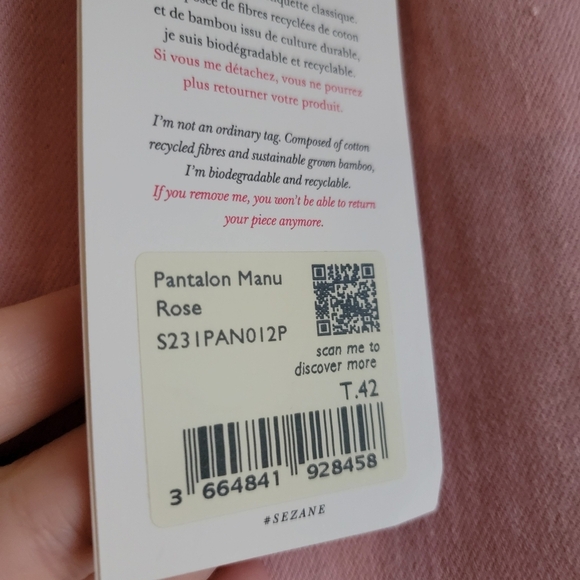 de fibres recyclées de coton
et de bambou issu de culture durable,
je suis biodégradable et recyclable.
Si vous me détachez, vous ne pourrez
plus retourner votre produit.
I'm not an ordinary tag. Composed of cotton
recycled fibres and sustainable grown bamboo,
I'm biodegradable and recyclable.
If you remove me, you won't be able to return
your piece anymore.
Pantalon Manu
Rose
S231PAN012P
scan me to
discover more
T.42
3 664841 928458
#SEZANE